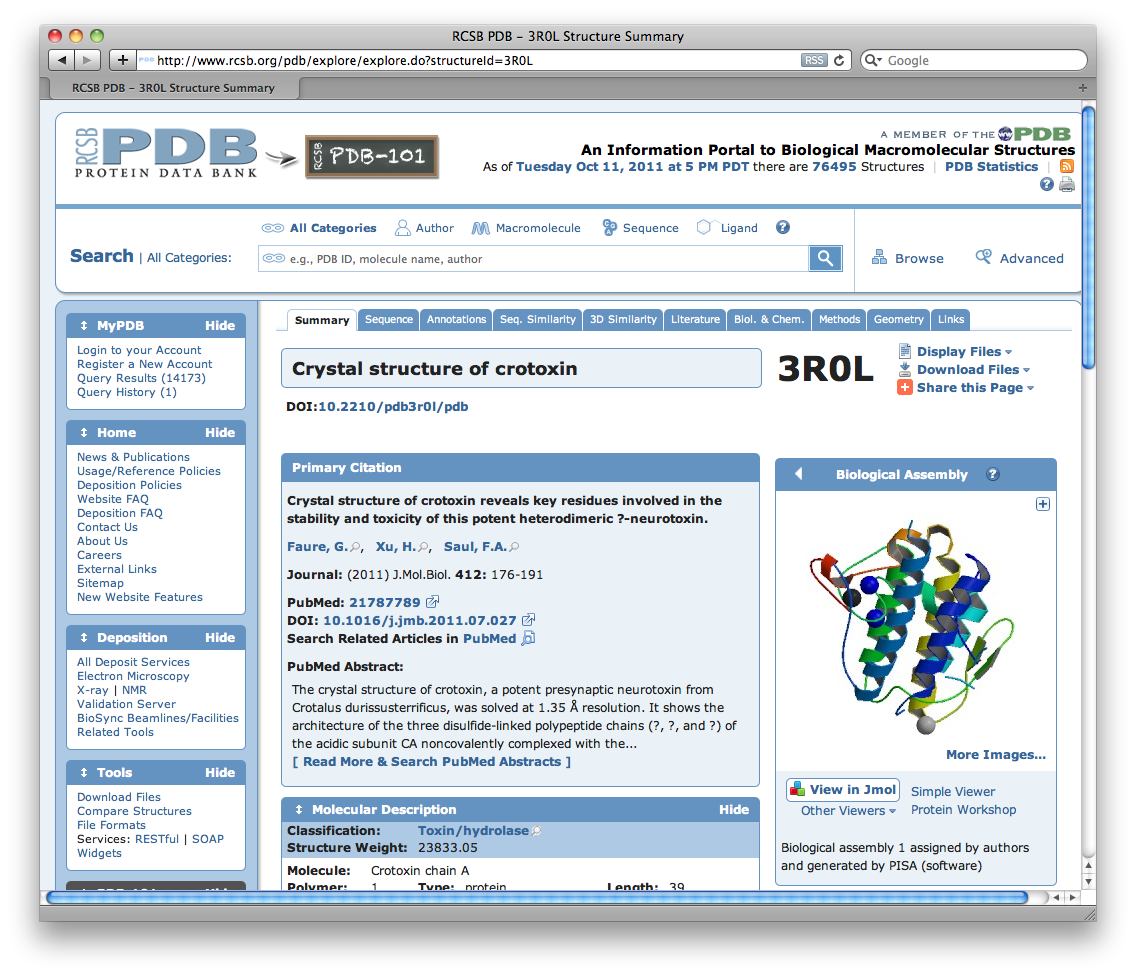 RCSB PDB – 3R0L Structure Summary
http://www.rcsb.org/pdb/explore/explore.do?structureId=3R0L
RSS
Google
RCSB PDB – 3R0L Structure Summary
RCSB PDB
PROTEIN DATA BANK
RCSB PDB-101
A MEMBER OF THE wwPDB
An Information Portal to Biological Macromolecular Structures
As of Tuesday Oct 11, 2011 at 5 PM PDT there are 76495 Structures | PDB Statistics |
All Categories Author Macromolecule Sequence Ligand ?
Search | All Categories:
e.g., PDB ID, molecule name, author
Browse
Advanced
MyPDB Hide
Login to your Account
Register a New Account
Query Results (14173)
Query History (1)
Home Hide
News & Publications
Usage/Reference Policies
Deposition Policies
Website FAQ
Deposition FAQ
Contact Us
About Us
Careers
External Links
Sitemap
New Website Features
Deposition Hide
All Deposit Services
Electron Microscopy
X-ray | NMR
Validation Server
BioSync Beamlines/Facilities
Related Tools
Tools Hide
Download Files
Compare Structures
File Formats
Services: RESTful | SOAP
Widgets
Summary Sequence Annotations Seq. Similarity 3D Similarity Literature Biol. & Chem. Methods Geometry Links
Crystal structure of crotoxin
3R0L
Display Files
Download Files
Share this Page
DOI:10.2210/pdb3r0l/pdb
Primary Citation
Crystal structure of crotoxin reveals key residues involved in the
stability and toxicity of this potent heterodimeric ?-neurotoxin.
Faure, G., Xu, H., Saul, F.A.
Journal: (2011) J.Mol.Biol. 412: 176-191
PubMed: 21787789
DOI: 10.1016/j.jmb.2011.07.027
Search Related Articles in PubMed
PubMed Abstract:
The crystal structure of crotoxin, a potent presynaptic neurotoxin from
Crotalus durissusterrificus, was solved at 1.35 Å resolution. It shows the
architecture of the three disulfide-linked polypeptide chains (?, ?, and ?) of
the acidic subunit CA noncovalently complexed with the...
[ Read More & Search PubMed Abstracts ]
Molecular Description Hide
Classification: Toxin/hydrolase
Structure Weight: 23833.05
Molecule: Crotoxin chain A
Polymer: 1 Type: protein Length: 39
Biological Assembly ?
More Images...
View in Jmol
Simple Viewer
Other Viewers
Protein Workshop
Biological assembly 1 assigned by authors
and generated by PISA (software)